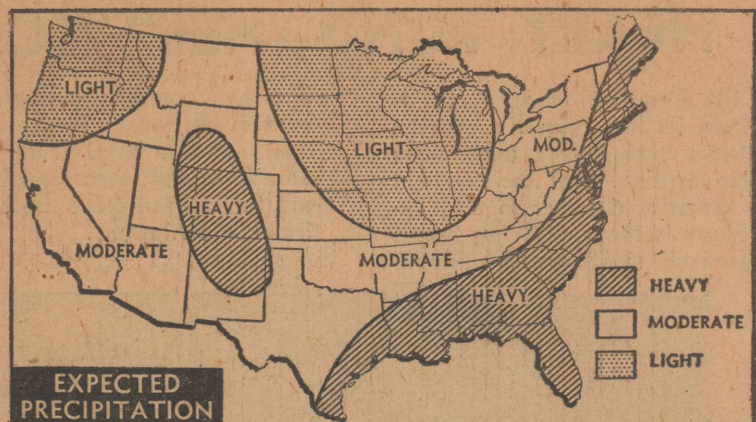 LIGHT
LIGHT
MOD.
HEAVY
MODERATE
MODERATE
HEAVY
HEAVY
MODERATE
LIGHT
EXPECTED
PRECIPITATION